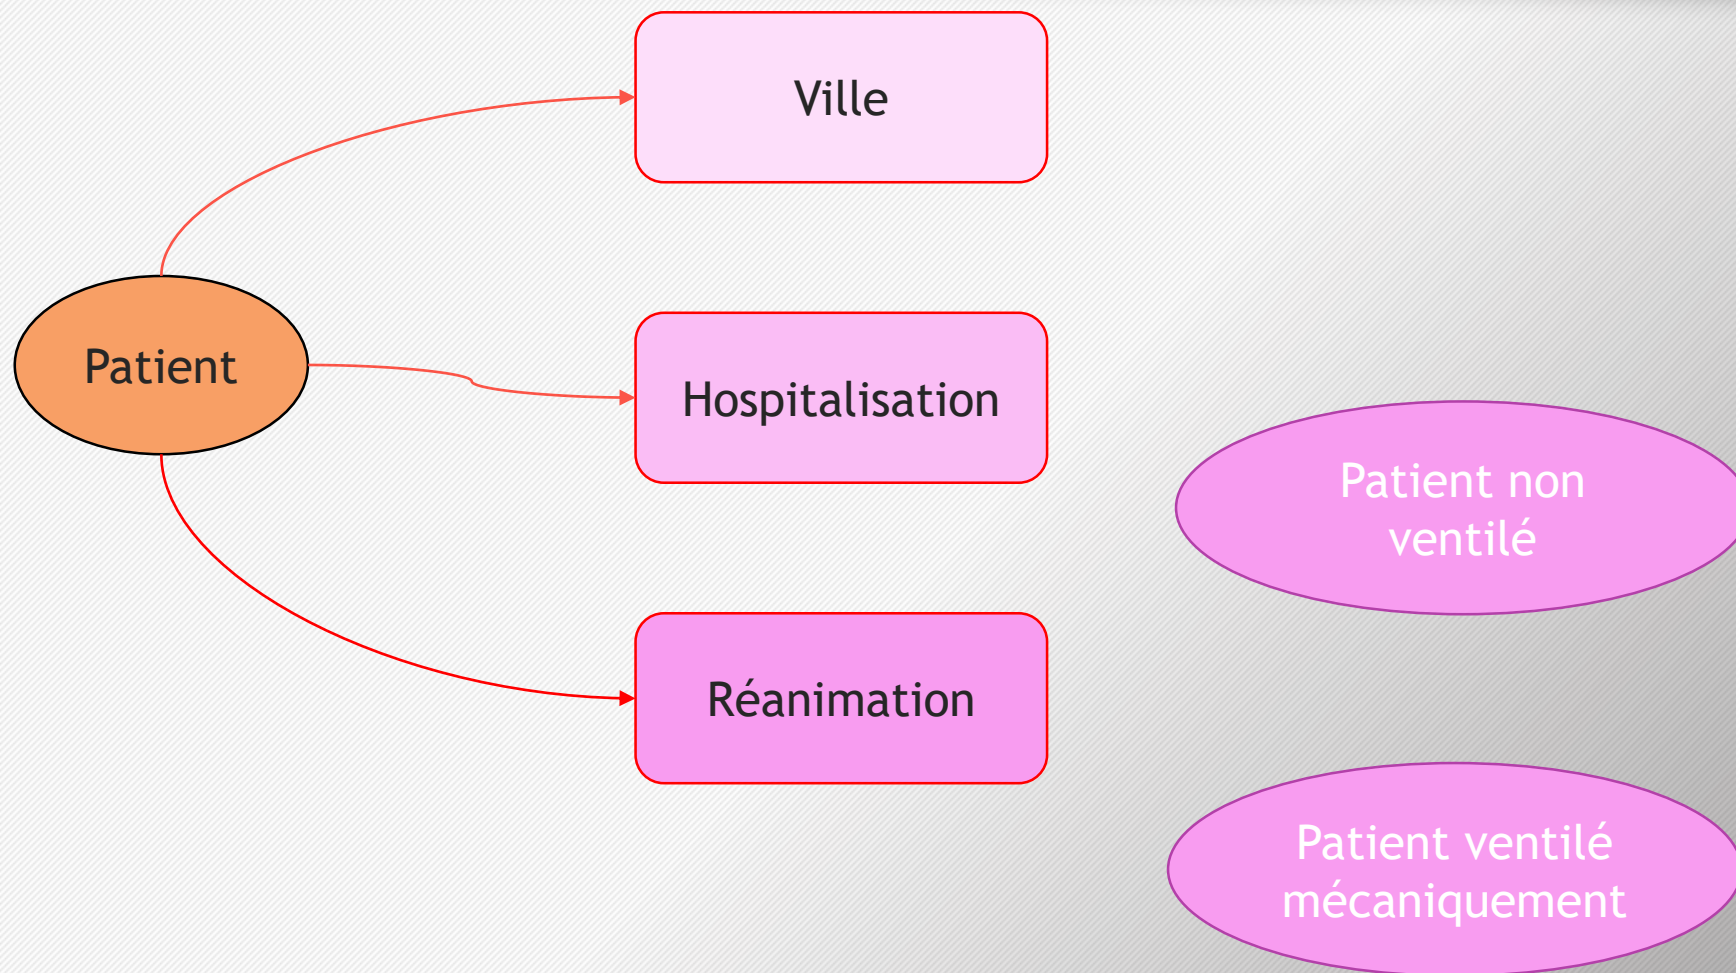 Ville
Patient
Hospitalisation
Patient non
ventilé
Réanimation
Patient ventilé
mécaniquement